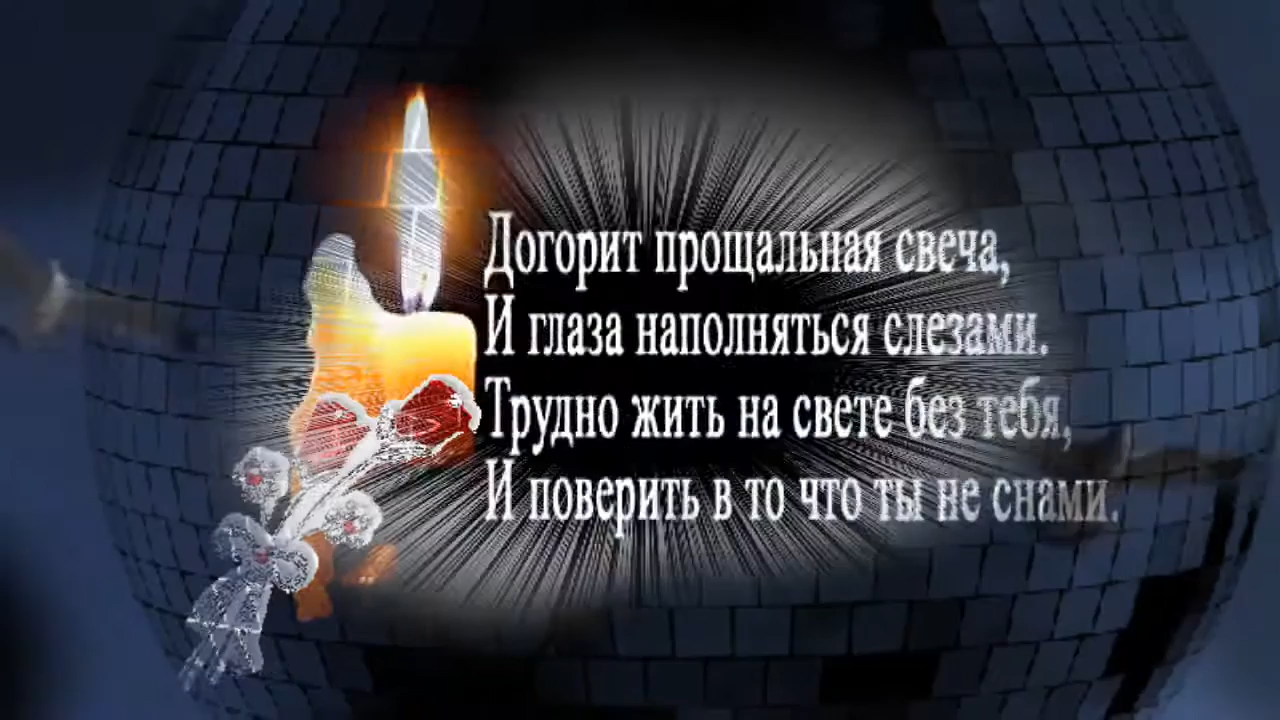 Догорит прощальная свеча,
И глаза наполняться слезами.
Трудно жить на свете без тебя,
И поверить в то что ты не снами.